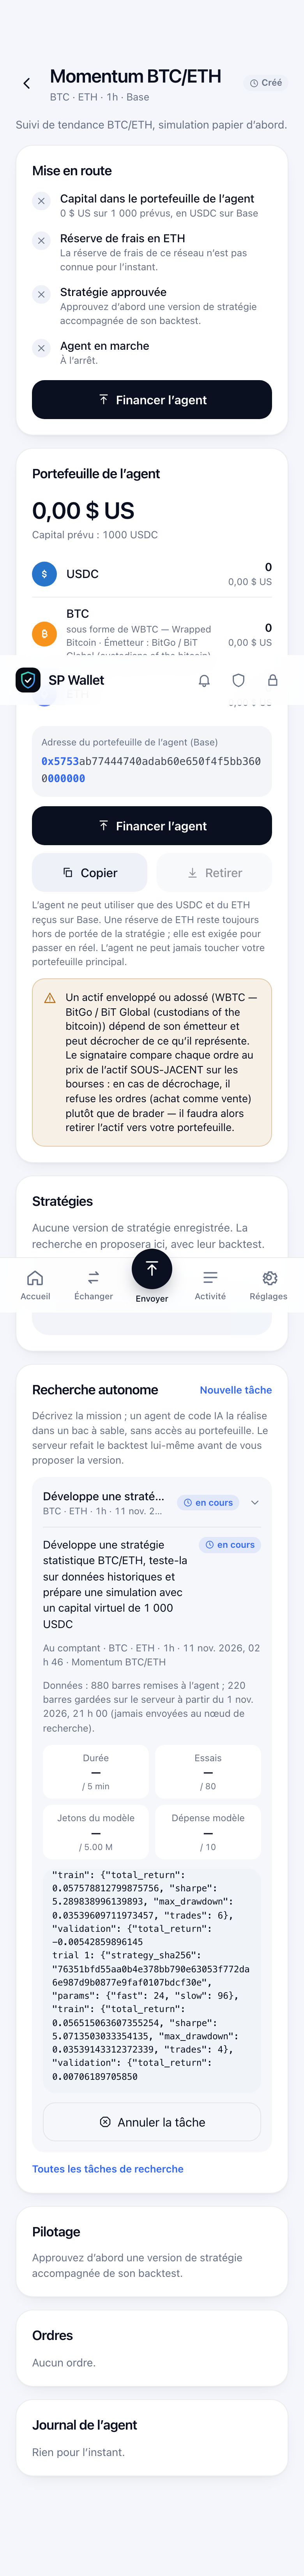 Momentum BTC/ETH
Créé
BTC · ETH · 1h · Base
Suivi de tendance BTC/ETH, simulation papier d'abord.
Mise en route
Capital dans le portefeuille de l'agent
0 $ US sur 1 000 prévus, en USDC sur Base
Réserve de frais en ETH
La réserve de frais de ce réseau n'est pas
connue pour l'instant.
Stratégie approuvée
Approuvez d'abord une version de stratégie
accompagnée de son backtest.
Agent en marche
À l'arrêt.
Financer l'agent
Portefeuille de l'agent
0,00 $ US
Capital prévu : 1000 USDC
USDC
0
0,00 $ US
BTC
sous forme de WBTC — Wrapped
Bitcoin · Émetteur : BitGo / BiT
0
0,00 $ US
SP Wallet
Adresse du portefeuille de l'agent (Base)
0x5753ab77444740adab60e650f4f5bb360
0000000
Financer l'agent
Copier
Retirer
L'agent ne peut utiliser que des USDC et du ETH
reçus sur Base. Une réserve de ETH reste toujours
hors de portée de la stratégie ; elle est exigée pour
passer en réel. L'agent ne peut jamais toucher votre
portefeuille principal.
Un actif enveloppé ou adossé (WBTC —
BitGo / BiT Global (custodians of the
bitcoin)) dépend de son émetteur et
peut décrocher de ce qu'il représente.
Le signataire compare chaque ordre au
prix de l'actif SOUS-JACENT sur les
bourses : en cas de décrochage, il
refuse les ordres (achat comme vente)
plutôt que de brader — il faudra alors
retirer l'actif vers votre portefeuille.
Stratégies
Aucune version de stratégie enregistrée. La
recherche en proposera ici, avec leur backtest.
Accueil
Échanger
Envoyer
Activité
Réglages
Recherche autonome
Nouvelle tâche
Décrivez la mission ; un agent de code IA la réalise
dans un bac à sable, sans accès au portefeuille. Le
serveur refait le backtest lui-même avant de vous
proposer la version.
Développe une straté...
en cours
BTC · ETH · 1h · 11 nov. 2...
Développe une stratégie
statistique BTC/ETH, teste-la
sur données historiques et
prépare une simulation avec
un capital virtuel de 1 000
USDC
en cours
Au comptant · BTC · ETH · 1h · 11 nov. 2026, 02
h 46 · Momentum BTC/ETH
Données : 880 barres remises à l'agent ; 220
barres gardées sur le serveur à partir du 1 nov.
2026, 21 h 00 (jamais envoyées au nœud de
recherche).
Durée
—
/ 5 min
Essais
—
/ 80
Jetons du modèle
—
/ 5.00 M
Dépense modèle
—
/ 10
"train": {"total_return":
0.057578812799875756, "sharpe":
5.289838996139893, "max_drawdown":
0.03539609711973457, "trades": 6},
"validation": {"total_return":
-0.00542859896145
trial 1: {"strategy_sha256":
"76351bfd55aa0b4e378bb790e63053f772da
6e987d9b0877e9faf0107bdcf30e",
"params": {"fast": 24, "slow": 96},
"train": {"total_return":
0.056515063607355254, "sharpe":
5.0713503033354135, "max_drawdown":
0.03539143312372339, "trades": 4},
"validation": {"total_return":
0.00706189705850
Annuler la tâche
Toutes les tâches de recherche
Pilotage
Approuvez d'abord une version de stratégie
accompagnée de son backtest.
Ordres
Aucun ordre.
Journal de l'agent
Rien pour l'instant.